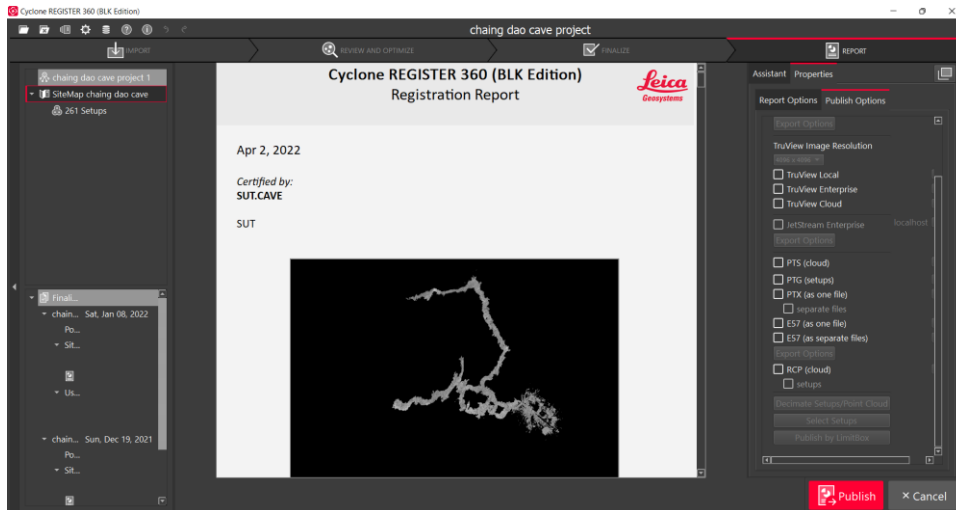 Cyclone REGISTER 360 (BLK Edition)
chaing dao cave project
IMPORT
REVIEW AND OPTIMIZE
FINALIZE
REPORT
chaing dao cave project 1
SiteMap chaing dao cave
261 Setups
Finali...
chain... Sat, Jan 08, 2022
Po...
Sit...
Us...
chain... Sun, Dec 19, 2021
Po...
Sit...
Cyclone REGISTER 360 (BLK Edition)
Registration Report
Leica
Geosystems
Apr 2, 2022
Certified by:
SUT.CAVE
SUT
Assistant Properties
Report Options Publish Options
Export Options
TruView Image Resolution
TruView Local
TruView Enterprise
TruView Cloud
JetStream Enterprise localhost
Export Options
PTS (cloud)
PTG (setups)
PTX (as one file)
separate files
E57 (as one file)
E57 (as separate files)
Export Options
RCP (cloud)
setups
Decimate Setups/Point Cloud
Select Setups
Publish by LimitBox
Publish
Cancel